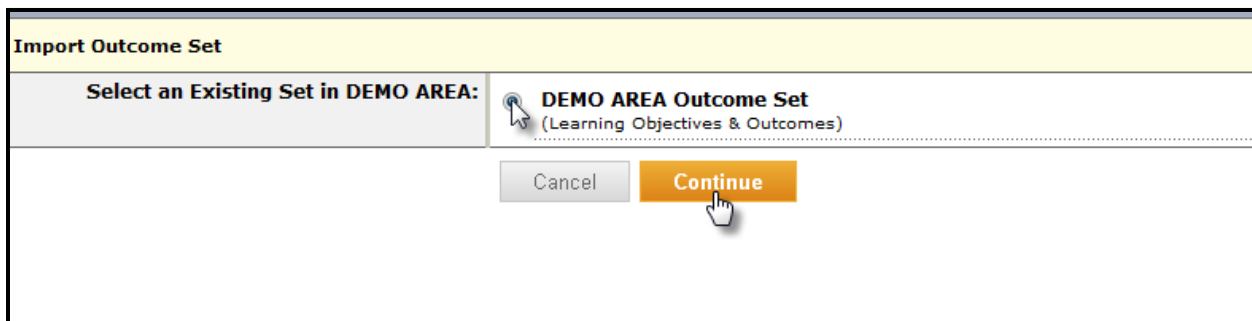 Import Outcome Set
Select an Existing Set in DEMO AREA:
DEMO AREA Outcome Set
(Learning Objectives & Outcomes)
Cancel
Continue